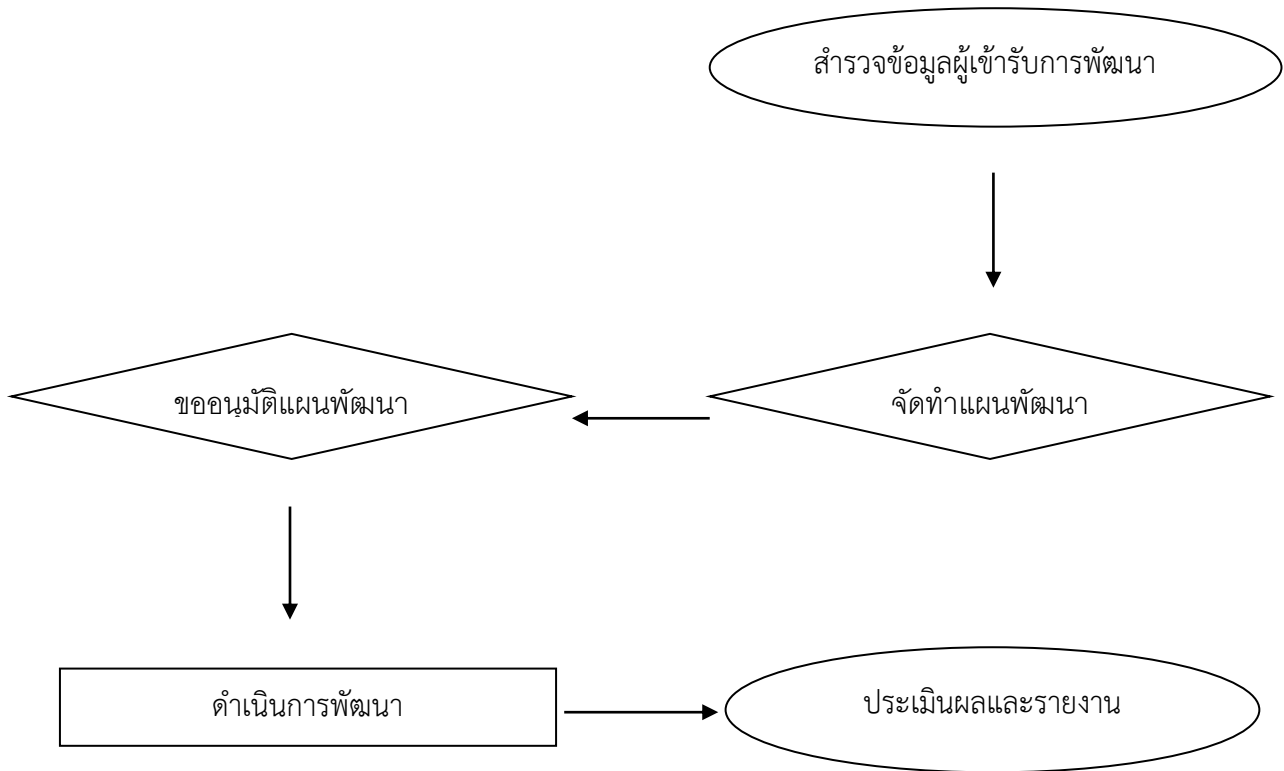 สำรวจข้อมูลผู้เข้ารับการพัฒนา
จัดทำแผนพัฒนา
ขออนุมัติแผนพัฒนา
ดำเนินการพัฒนา
ประเมินผลและรายงาน